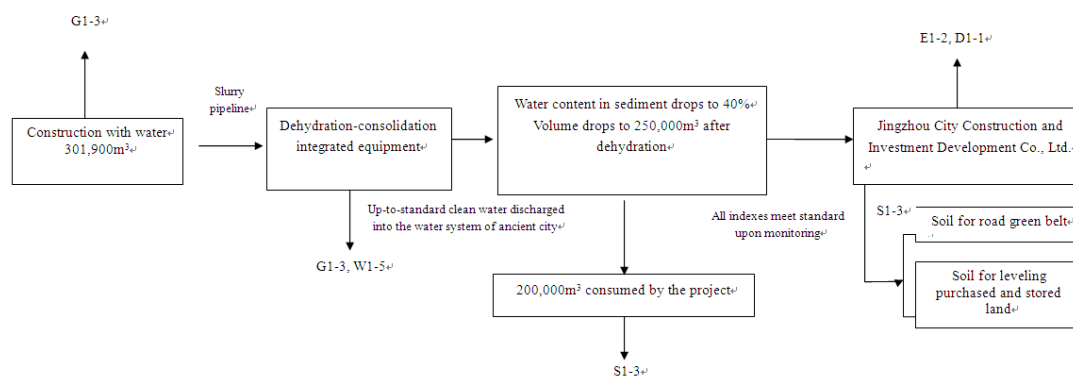 G1-3
E1-2, D1-1
Slurry
pipeline
Construction with water
301,900m³
Dehydration-consolidation
integrated equipment
Water content in sediment drops to 40%
Volume drops to 250,000m³ after
dehydration
Jingzhou City Construction and
Investment Development Co., Ltd.
Up-to-standard clean water discharged
into the water system of ancient city
All indexes meet standard
upon monitoring
S1-3
Soil for road green belt
G1-3, W1-5
200,000m³ consumed by the project
Soil for leveling
purchased and stored
land
S1-3